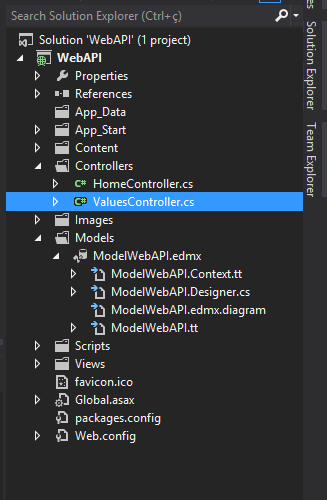 Search Solution Explorer (Ctrl+ç)
Solution 'WebAPI' (1 project)
WebAPI
Properties
References
App_Data
App_Start
Content
Controllers
HomeController.cs
ValuesController.cs
Images
Models
ModelWebAPI.edmx
ModelWebAPI.Context.tt
ModelWebAPI.Designer.cs
ModelWebAPI.edmx.diagram
ModelWebAPI.tt
Scripts
Views
favicon.ico
Global.asax
packages.config
Web.config
Solution Explorer
Team Explorer